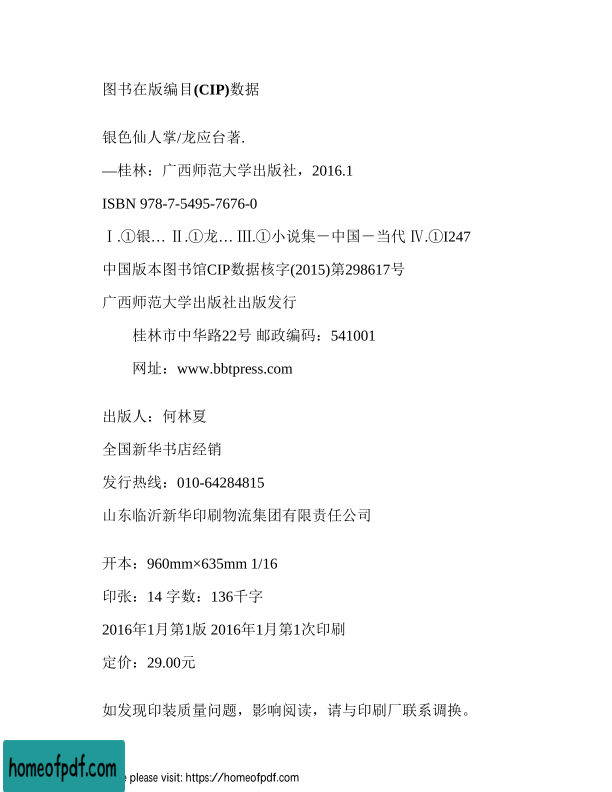 图书在版编目(CIP)数据
银色仙人掌/龙应台著.
—桂林：广西师范大学出版社，2016.1
ISBN 978-7-5495-7676-0
Ⅰ.①银… Ⅱ.①龙… Ⅲ.①小说集－中国－当代 Ⅳ.①I247
中国版本图书馆CIP数据核字(2015)第298617号
广西师范大学出版社出版发行
桂林市中华路22号 邮政编码：541001
网址：www.bbtpress.com
出版人：何林夏
全国新华书店经销
发行热线：010-64284815
山东临沂新华印刷物流集团有限责任公司
开本：960mm×635mm 1/16
印张：14 字数：136千字
2016年1月第1版 2016年1月第1次印刷
定价：29.00元
如发现印装质量问题，影响阅读，请与印刷厂联系调换。
homeofpdf.com
please visit: https://homeofpdf.com